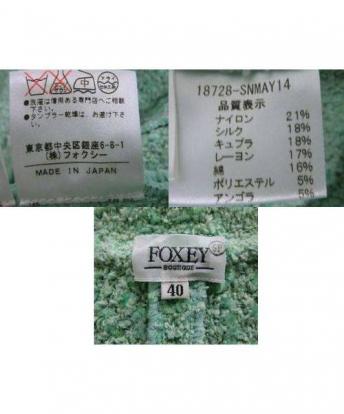 中
●洗濯は信用ある専門店へご相談下さい。
●タンブラー乾燥は、お避け下さい。
東京都中央区銀座6-6-1
(株)フォクシー
MADE IN JAPAN
18728-SNMAY14
品質表示
ナイロン 21%
シルク 18%
キュプラ 18%
レーヨン 17%
綿 16%
ポリエステル 5%
アンゴラ 5%
FOXEY
BOUTIQUE
40